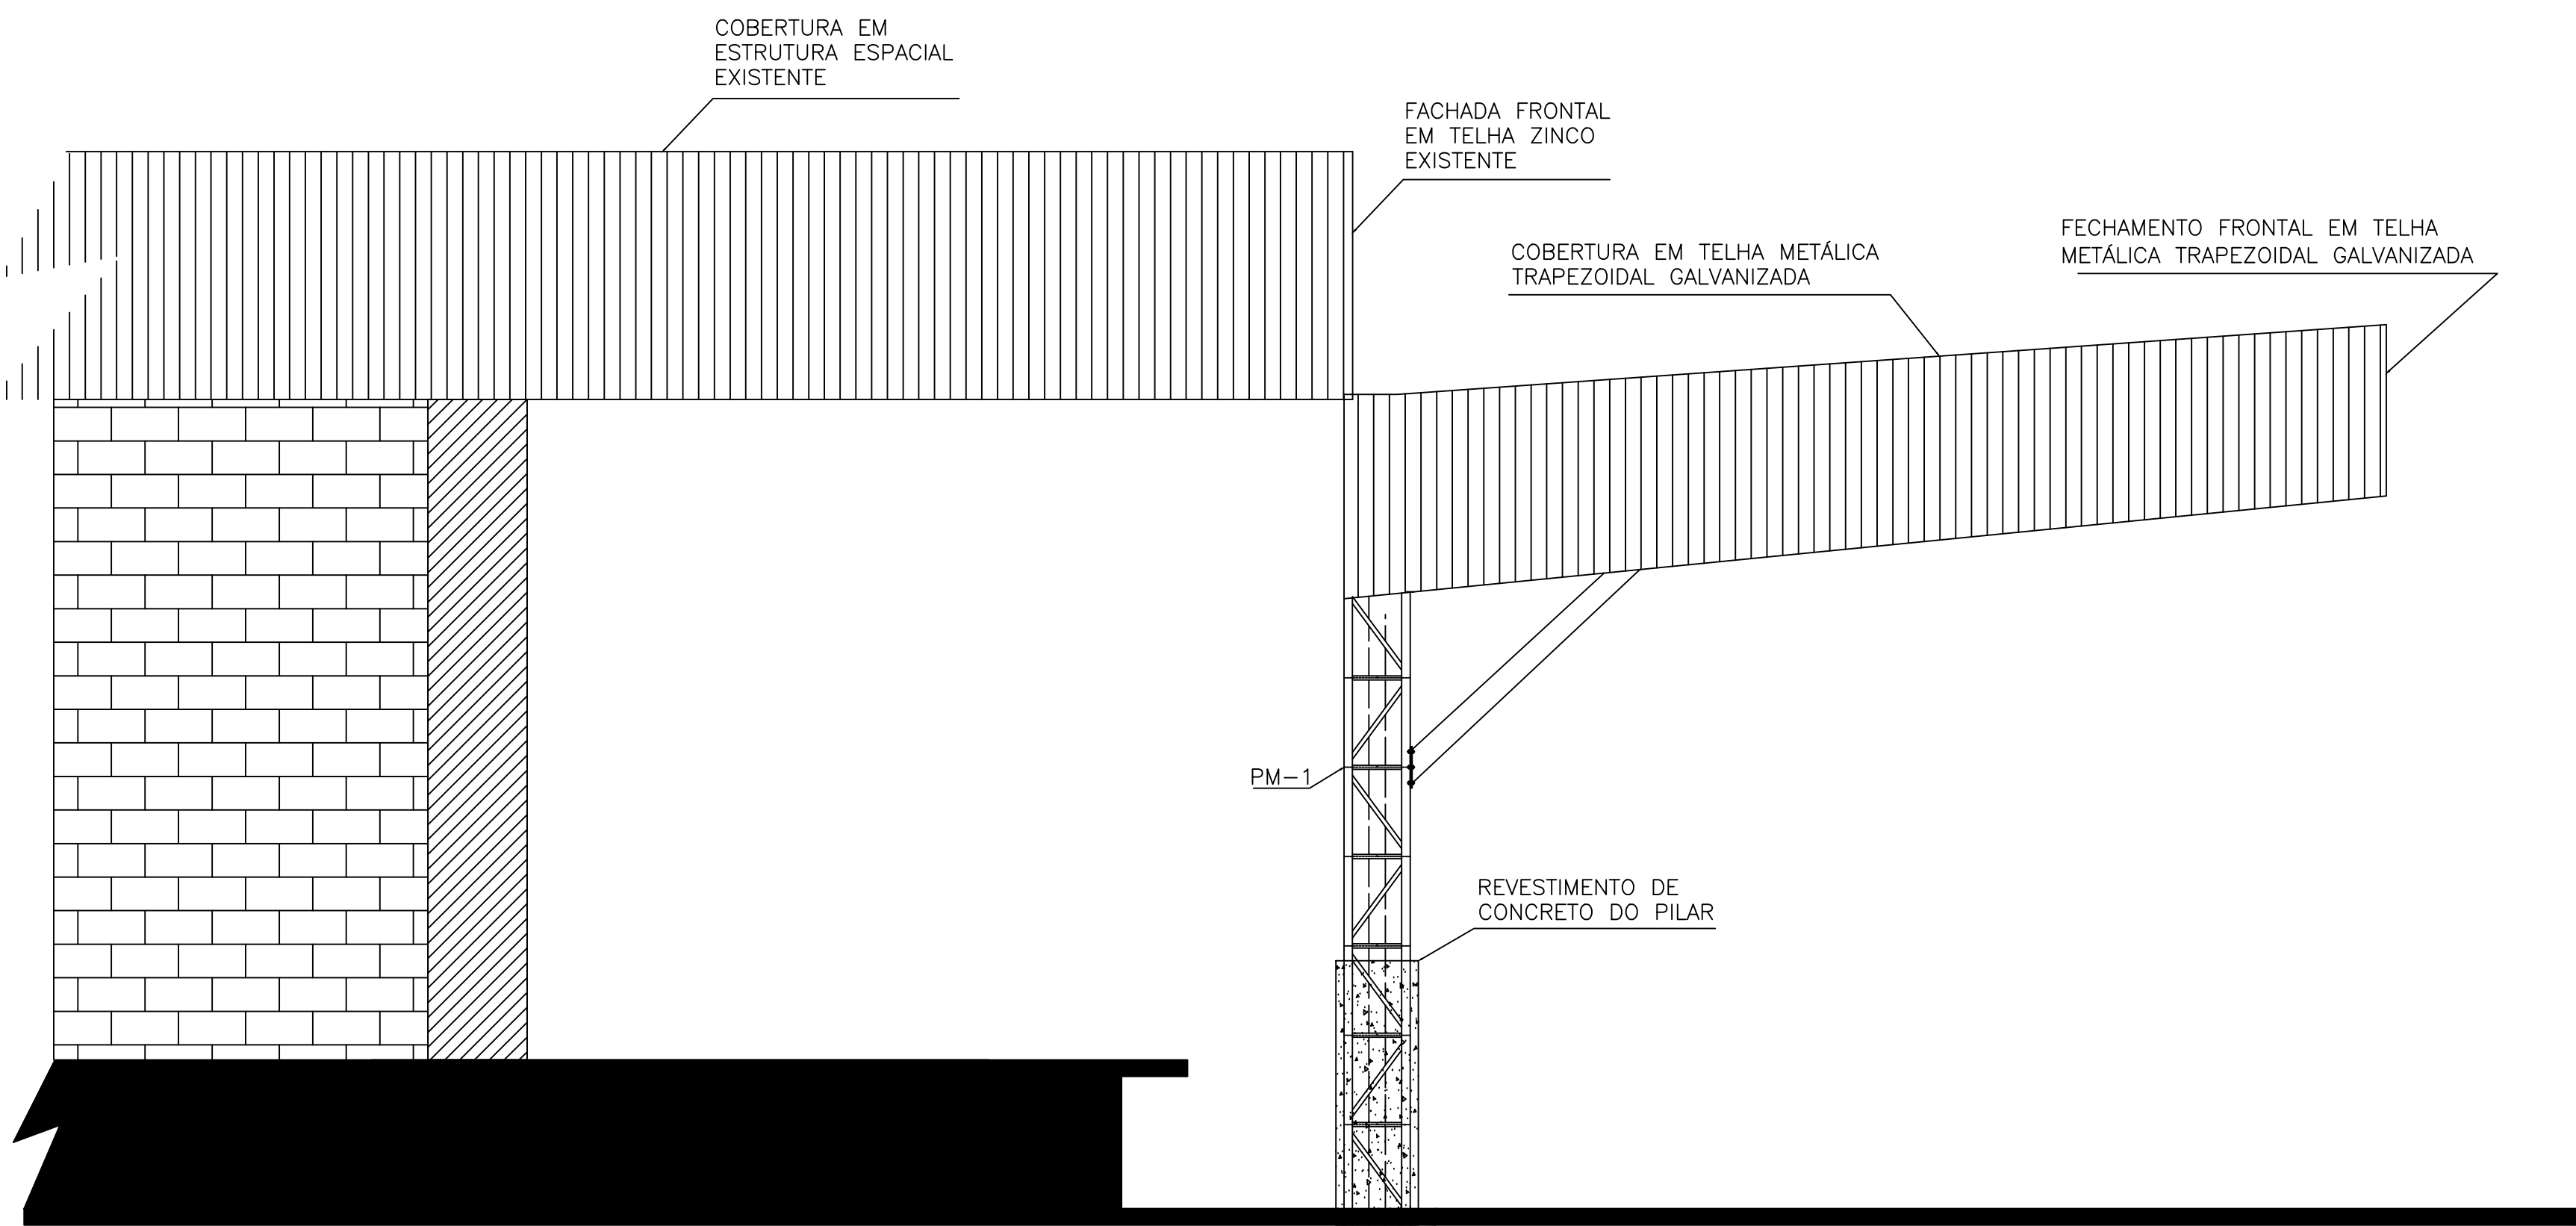 COBERTURA EM
ESTRUTURA ESPACIAL
EXISTENTE
FACHADA FRONTAL
EM TELHA ZINCO
EXISTENTE
COBERTURA EM TELHA METÁLICA
TRAPEZOIDAL GALVANIZADA
FECHAMENTO FRONTAL EM TELHA
METÁLICA TRAPEZOIDAL GALVANIZADA
PM-1
REVESTIMENTO DE
CONCRETO DO PILAR